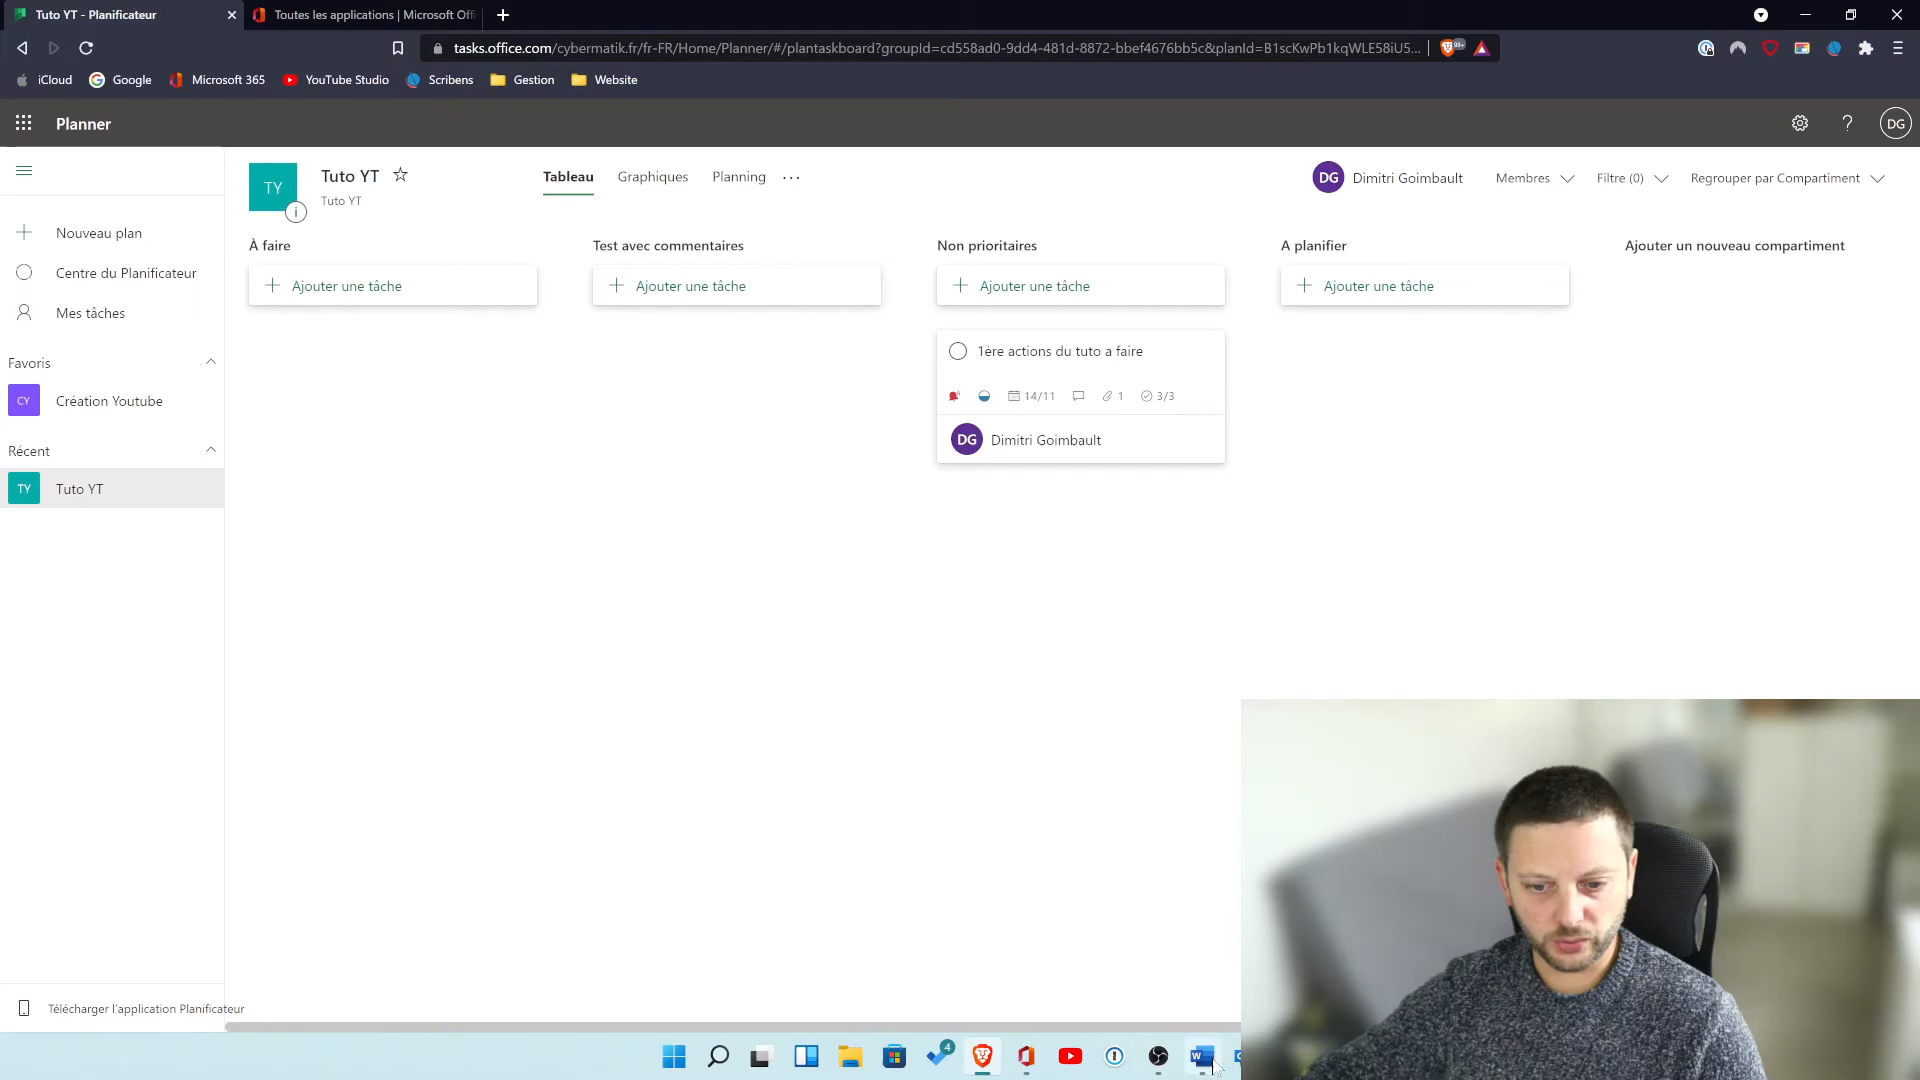 Tuto YT - Planificateur
Toutes les applications | Microsoft Offi
tasks.office.com/cybermatik.fr/fr-FR/Home/Planner/#/plantaskboard?groupId=cd558ad0-9dd4-481d-8872-bbef4676bb5c&planId=B1scKwPb1kqWLE58iU5...
99+
iCloud
Google
Microsoft 365
YouTube Studio
Scribens
Gestion
Website
Planner
DG
TY
Tuto YT
Tuto YT
Tableau
Graphiques
Planning
DG
Dimitri Goimbault
Membres
Filtre (0)
Regrouper par Compartiment
Nouveau plan
Centre du Planificateur
Mes tâches
Favoris
CY
Création Youtube
Récent
TY
Tuto YT
À faire
Ajouter une tâche
Test avec commentaires
Ajouter une tâche
Non prioritaires
Ajouter une tâche
1ère actions du tuto a faire
14/11
1
3/3
DG
Dimitri Goimbault
A planifier
Ajouter une tâche
Ajouter un nouveau compartiment
Télécharger l'application Planificateur
4
W